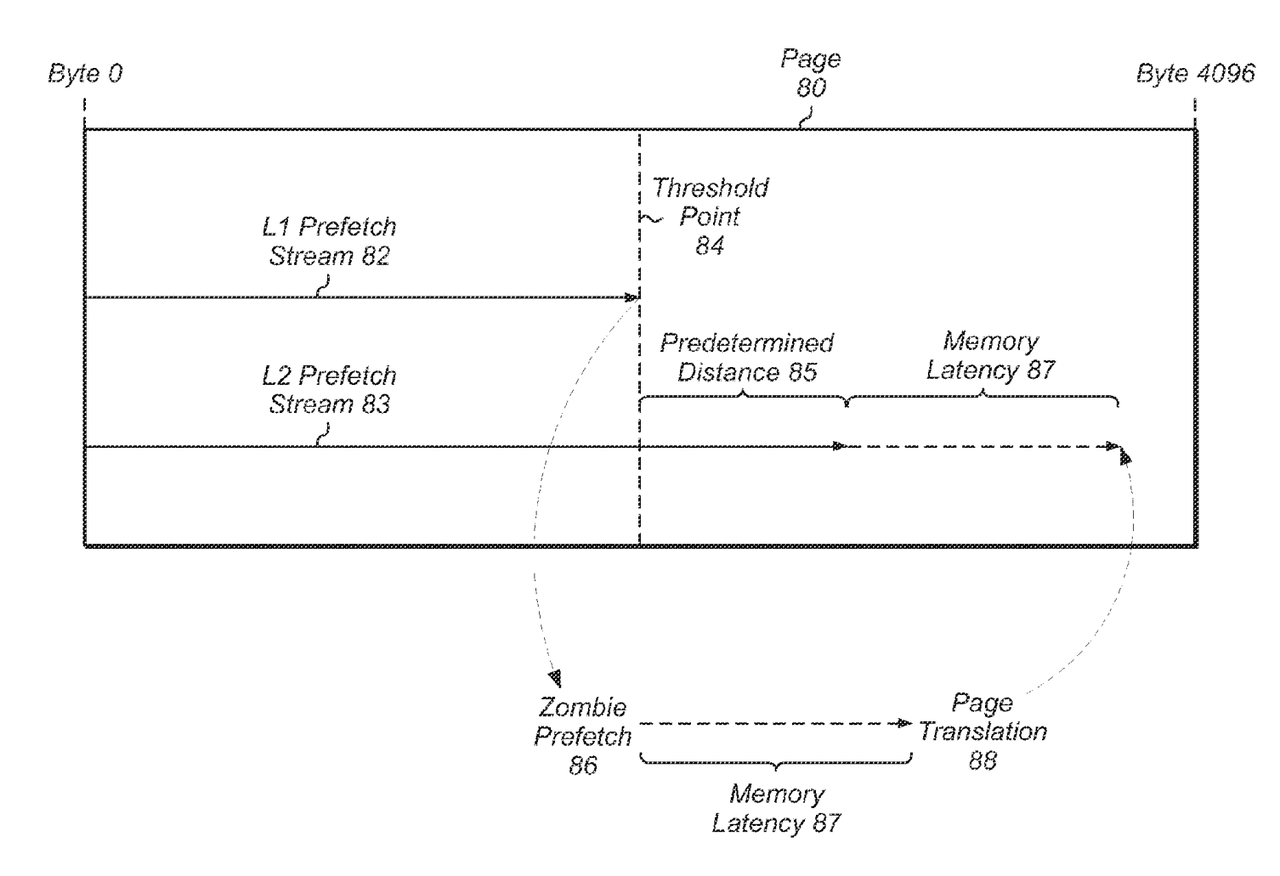 Page
80
Byte 0
Byte 4096
Threshold
Point
84
L1 Prefetch
Stream 82
Predetermined
Distance 85
Memory
Latency 87
L2 Prefetch
Stream 83
Zombie
Prefetch
86
Page
Translation
88
Memory
Latency 87